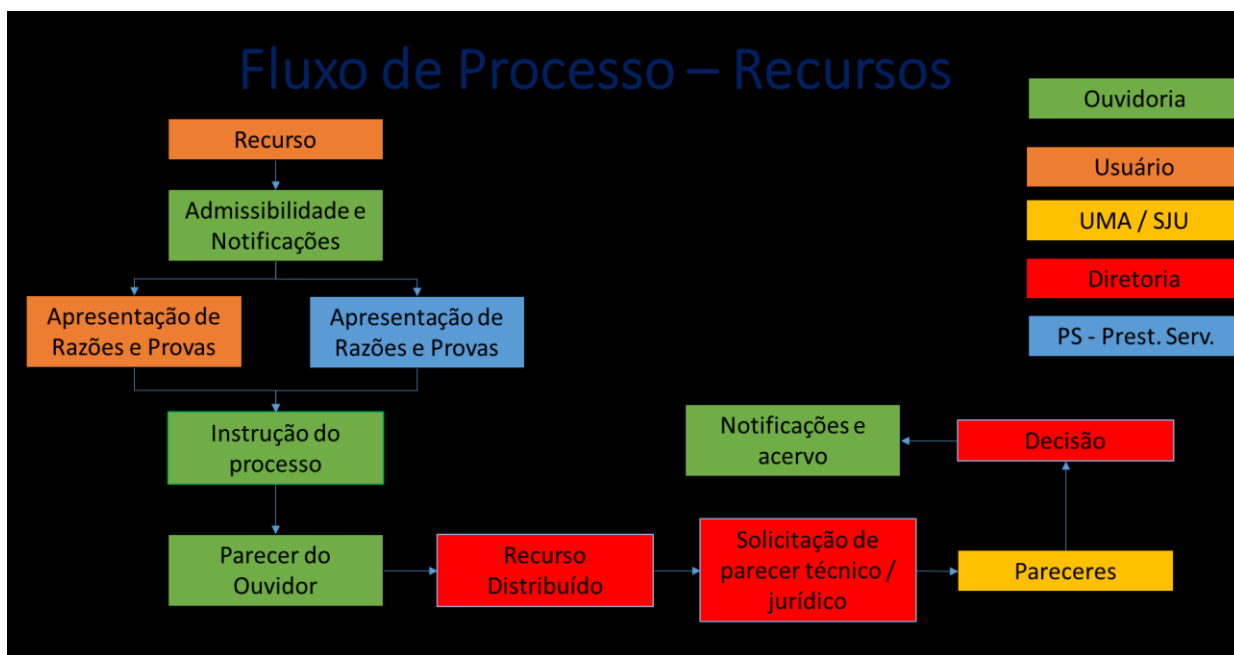 Fluxo de Processo – Recursos
Ouvidoria
Usuário
UMA / SJU
Diretoria
PS - Prest. Serv.
Recurso
Admissibilidade e
Notificações
Apresentação de
Razões e Provas
Apresentação de
Razões e Provas
Instrução do
processo
Parecer do
Ouvidor
Recurso
Distribuído
Solicitação de
parecer técnico /
jurídico
Pareceres
Decisão
Notificações e
acervo